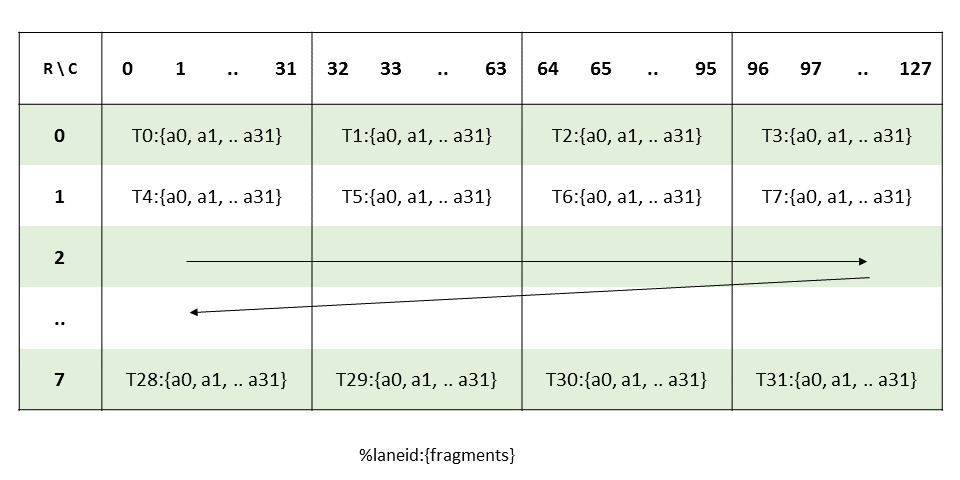 R \ C 0 1 .. 31 32 33 .. 63 64 65 .. 95 96 97 .. 127
0 T0:{a0, a1, .. a31} T1:{a0, a1, .. a31} T2:{a0, a1, .. a31} T3:{a0, a1, .. a31}
1 T4:{a0, a1, .. a31} T5:{a0, a1, .. a31} T6:{a0, a1, .. a31} T7:{a0, a1, .. a31}
2
..
7 T28:{a0, a1, .. a31} T29:{a0, a1, .. a31} T30:{a0, a1, .. a31} T31:{a0, a1, .. a31}
%laneid:{fragments}